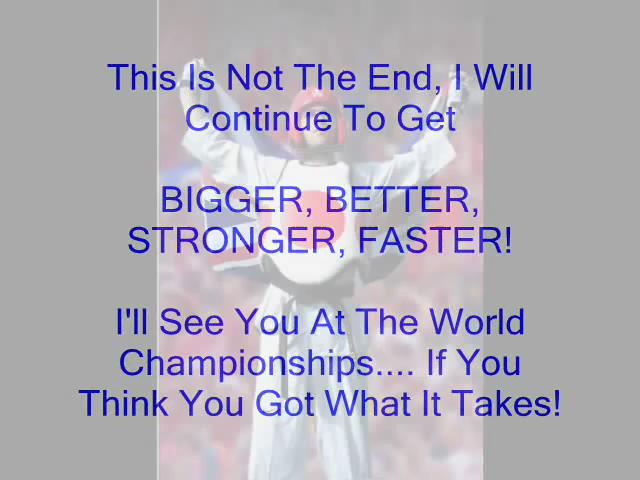 This Is Not The End, I Will
Continue To Get
BIGGER, BETTER,
STRONGER, FASTER!
I'll See You At The World
Championships.... If You
Think You Got What It Takes!